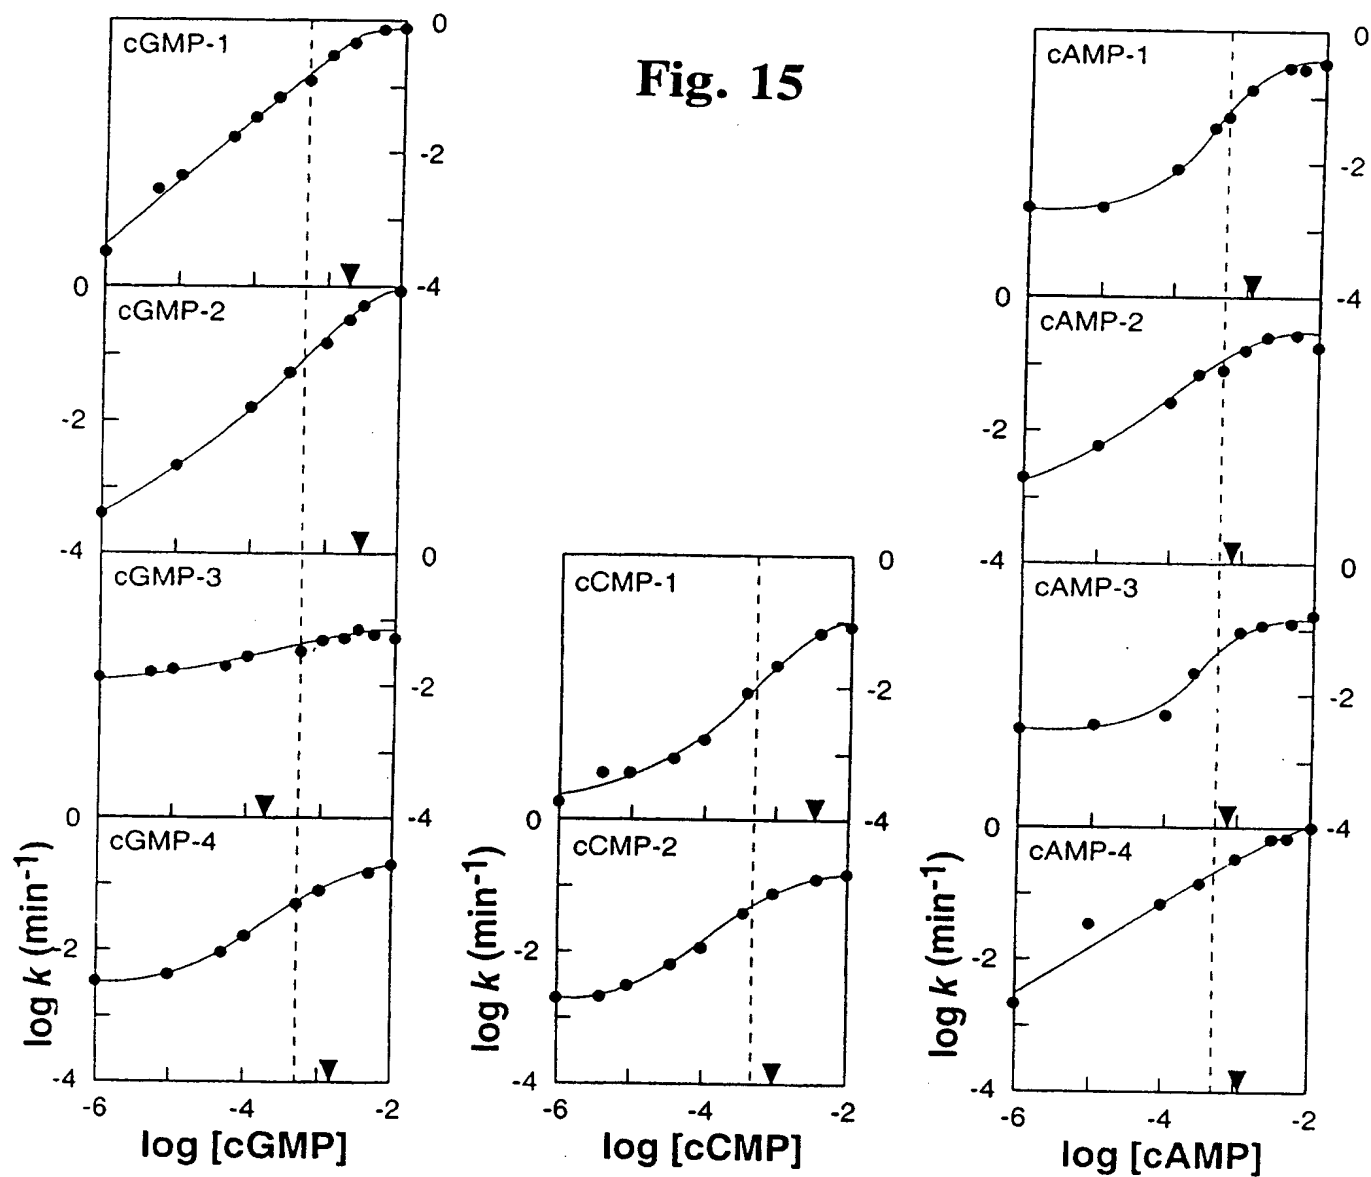 Fig. 15
cGMP-1
0
-2
-4
cGMP-2
0
-2
-4
cGMP-3
0
-2
-4
cGMP-4
0
-2
-4
log k (min-1)
-6 -4 -2
log [cGMP]
cCMP-1
0
-2
-4
cCMP-2
0
-2
-4
log k (min-1)
-6 -4 -2
log [cCMP]
cAMP-1
0
-2
-4
cAMP-2
0
-2
-4
cAMP-3
0
-2
-4
cAMP-4
0
-2
-4
log k (min-1)
-6 -4 -2
log [cAMP]